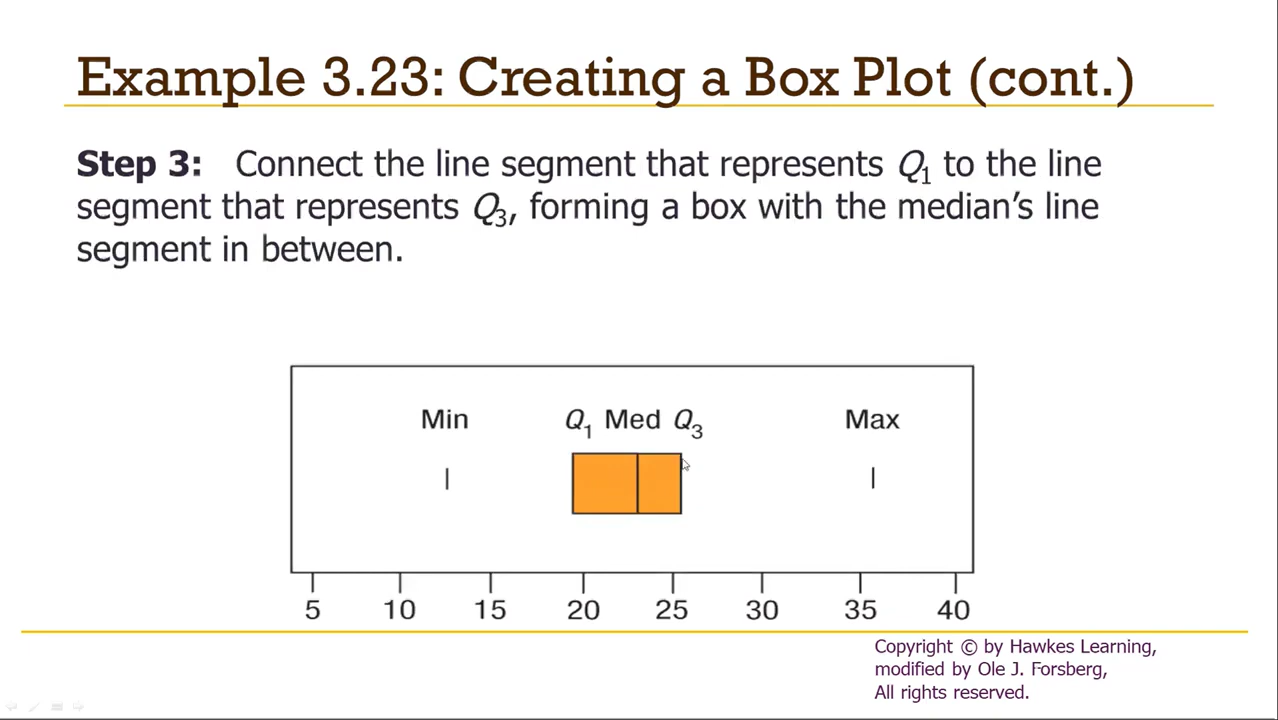 Example 3.23: Creating a Box Plot (cont.)
Step 3: Connect the line segment that represents Q1 to the line
segment that represents Q3, forming a box with the median’s line
segment in between.
Min Q1 Med Q3 Max
5 10 15 20 25 30 35 40
Copyright © by Hawkes Learning,
modified by Ole J. Forsberg,
All rights reserved.